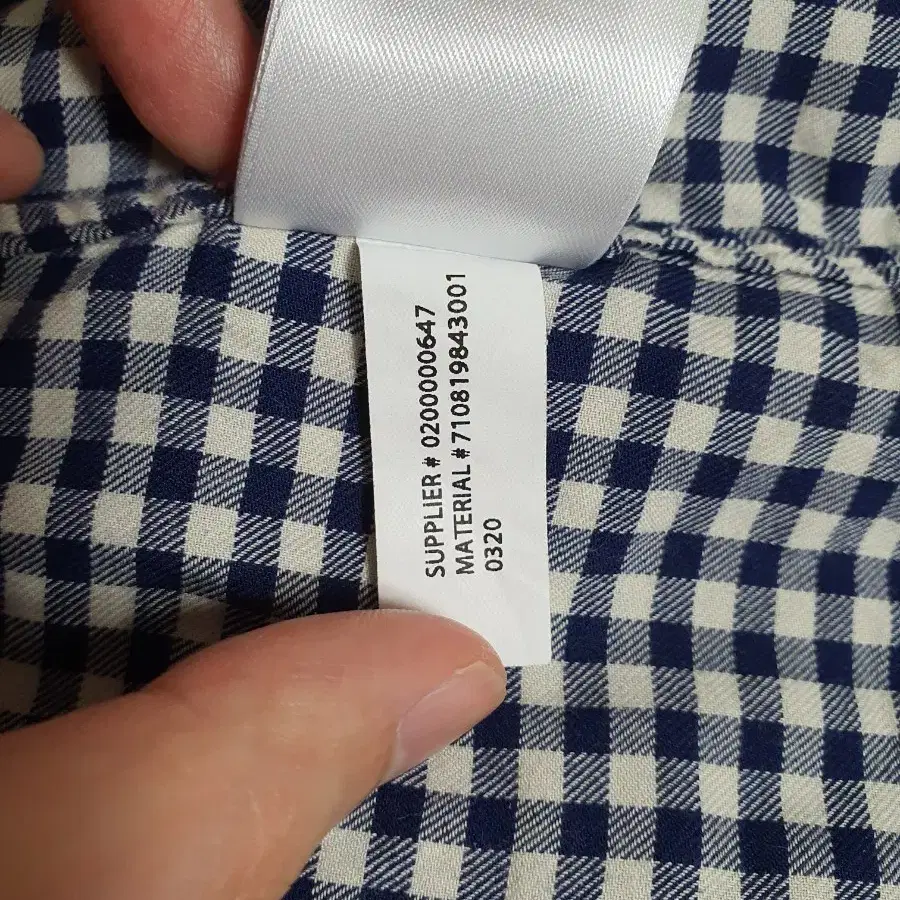 SUPPLIER # 0200000647
MATERIAL # 710819843001
0320